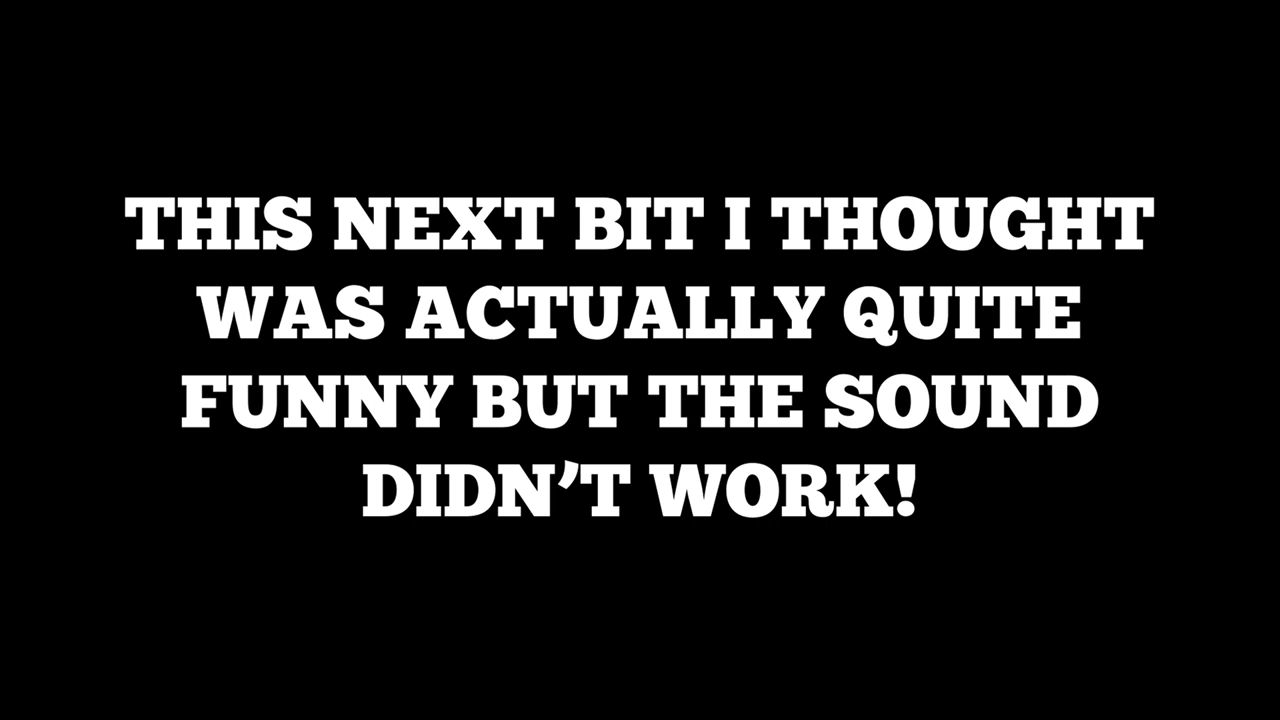 THIS NEXT BIT I THOUGHT
WAS ACTUALLY QUITE
FUNNY BUT THE SOUND
DIDN’T WORK!